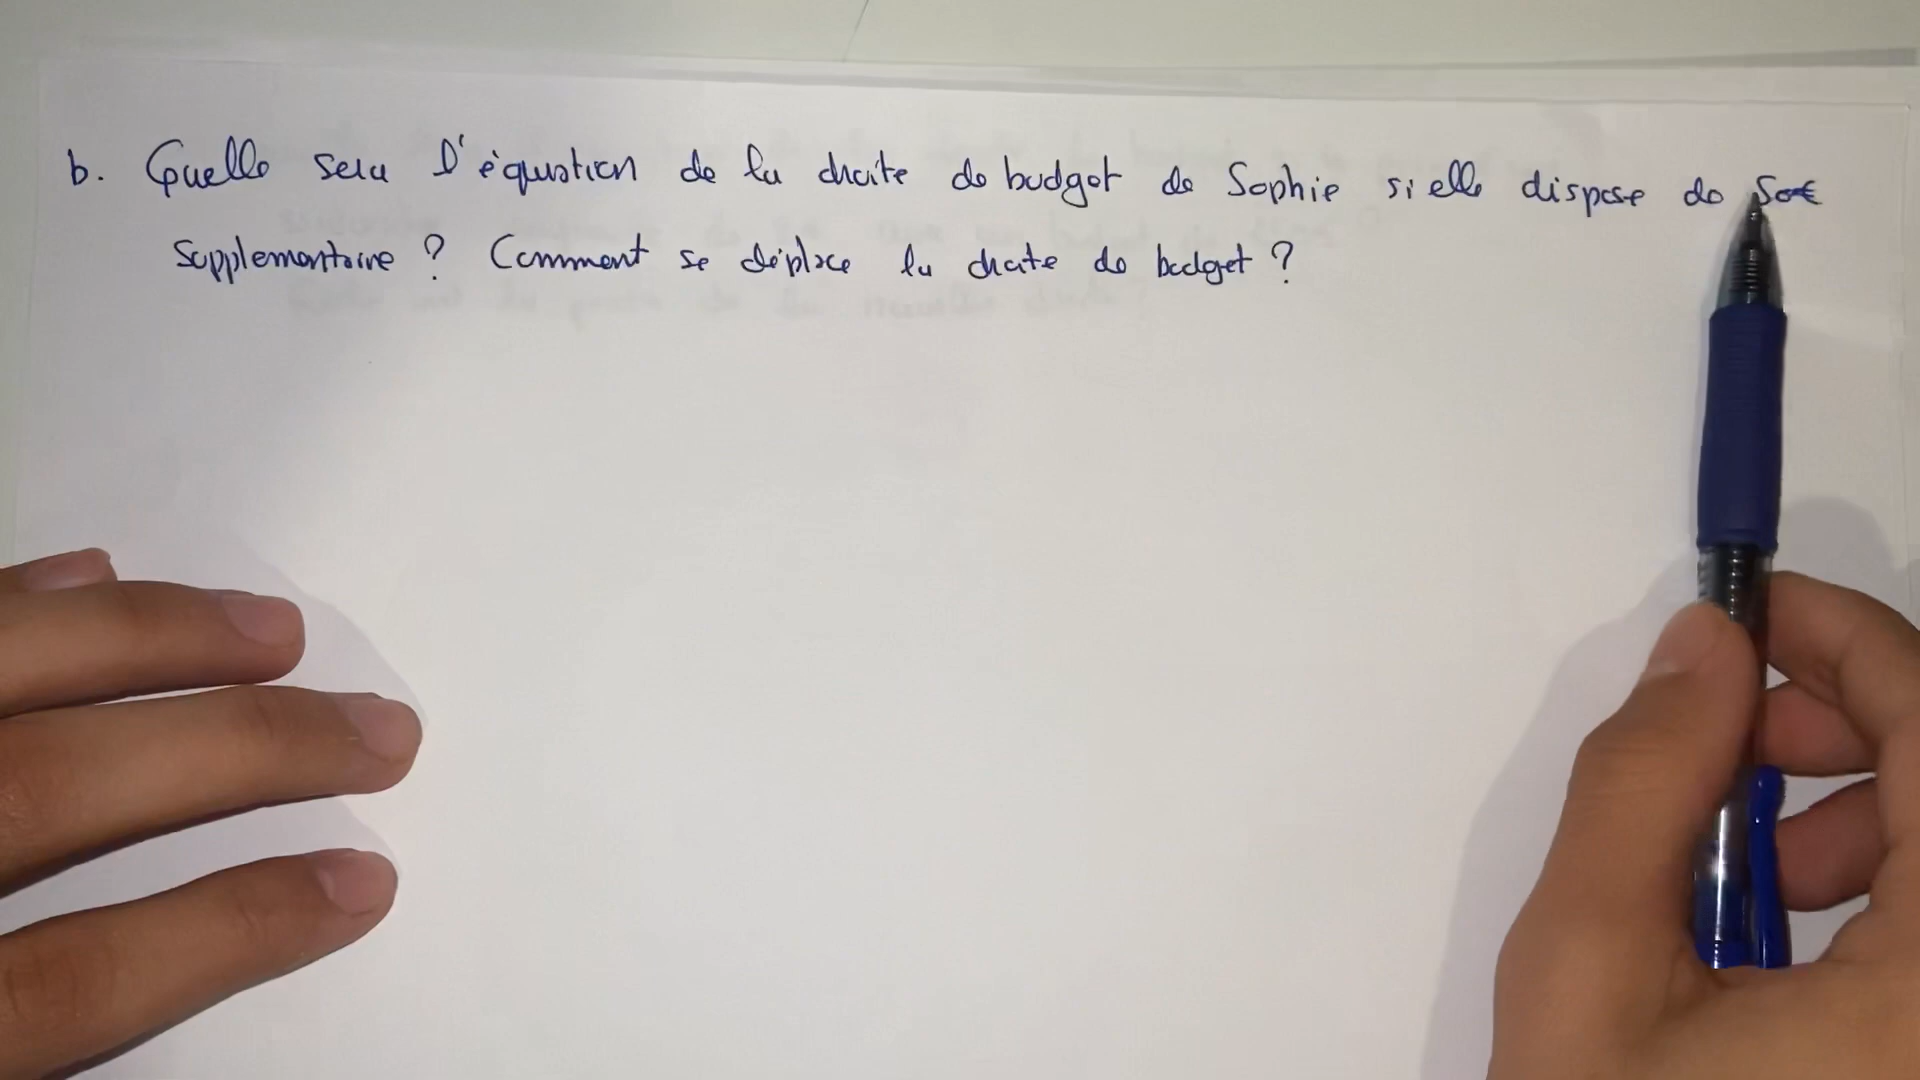 b. Quelle sera l'équation de la droite de budget de Sophie si elle dispose de 50€
supplementaire ? Comment se déplace la droite de budget ?